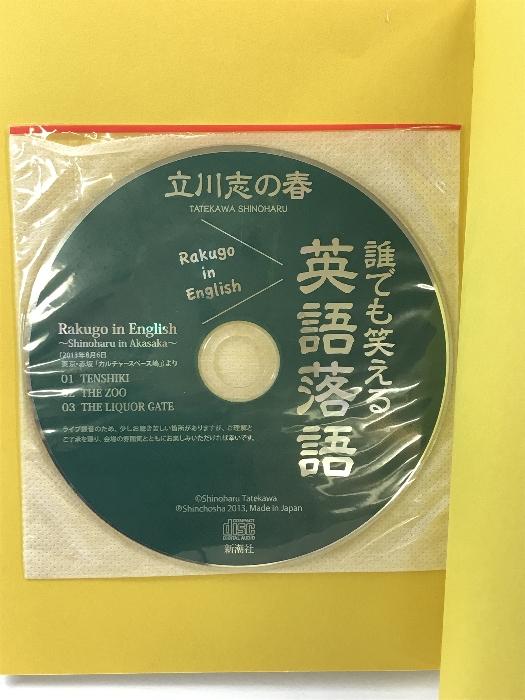 立川志の春
TATEKAWA SHINOHARU
Rakugo
in
English
誰でも笑える
英語落語
Rakugo in English
~Shinoharu in Akasaka~
(2013年8月6日
東京・赤坂「カルチャースペース嶋」)より
01 TENSHIKI
02 THE ZOO
03 THE LIQUOR GATE
ライブ録音のため、少しお聴き苦しい箇所がありますが、ご理解と
ご了承を賜り、会場の雰囲気とともにお楽しみいただければ幸いです。
©Shinoharu Tatekawa
℗Shinchosha 2013, Made in Japan
COMPACT
disc
DIGITAL AUDIO
新潮社